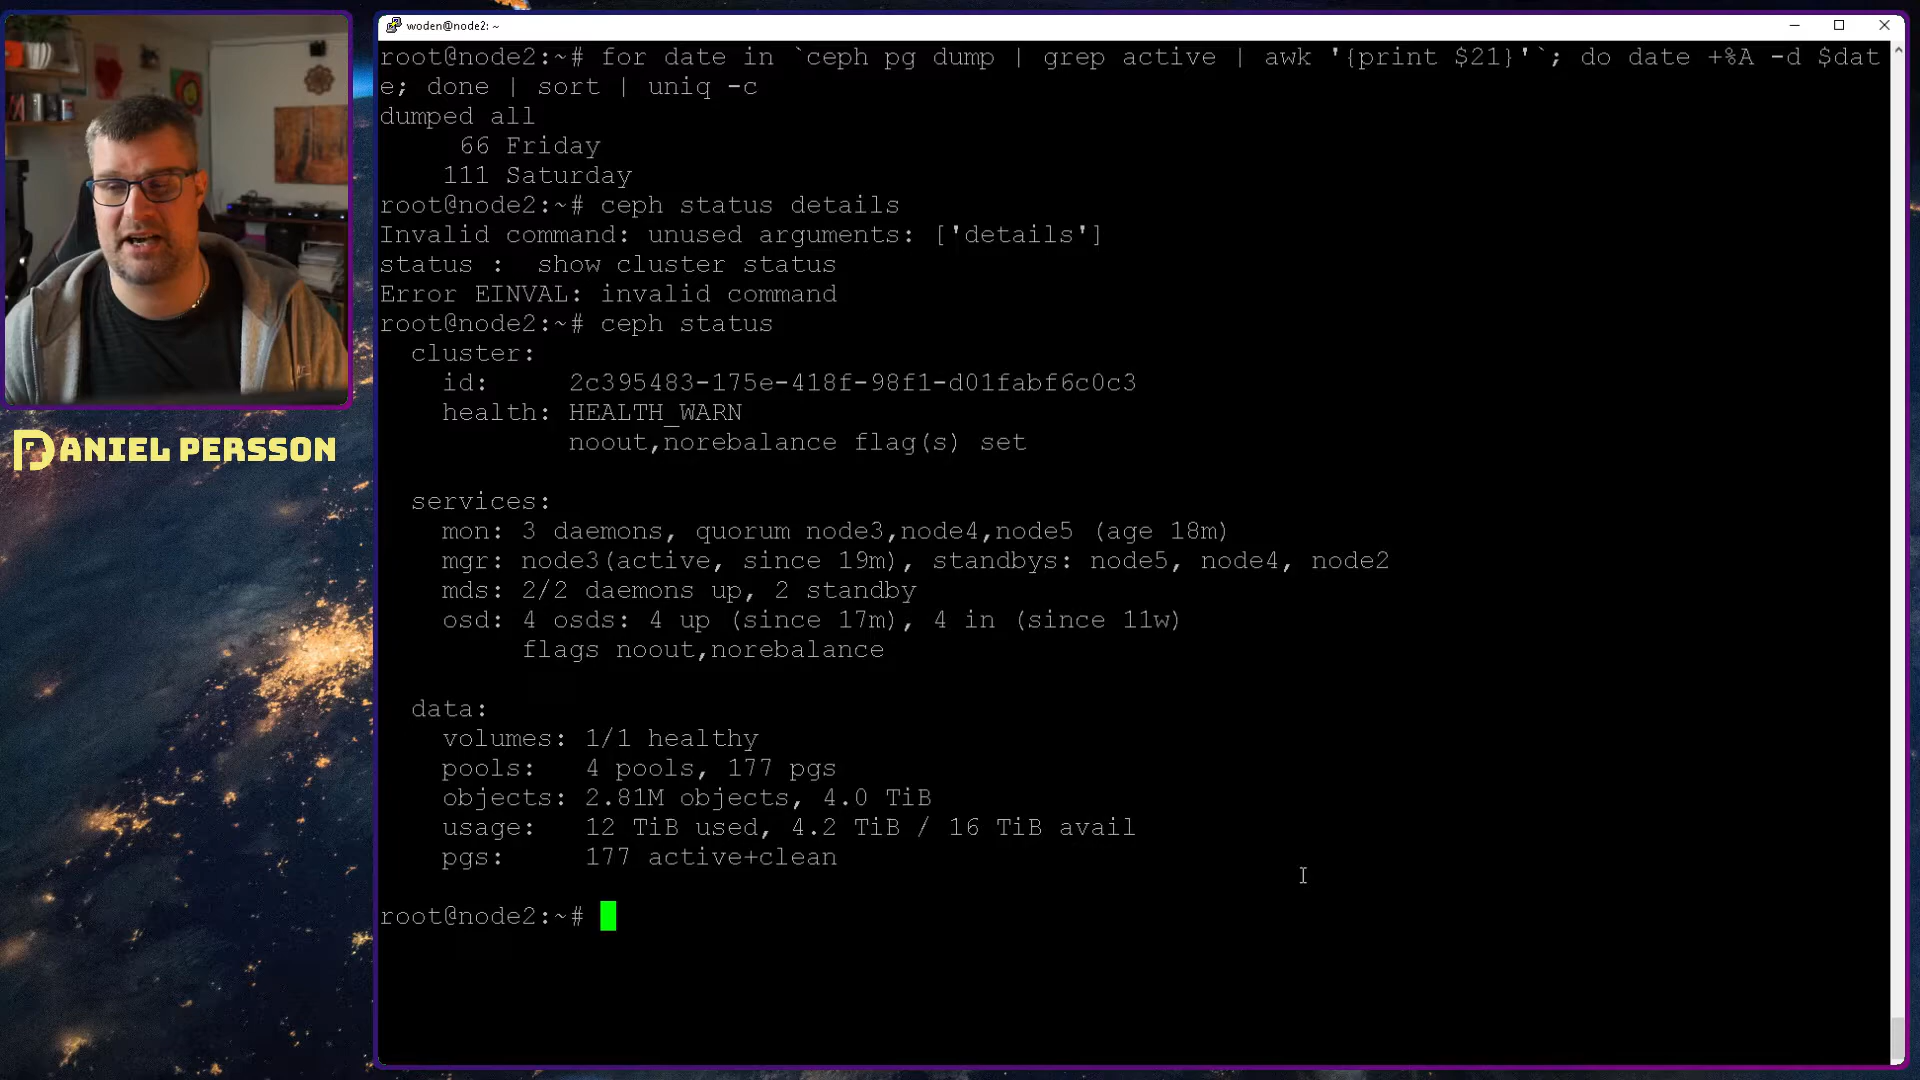 woden@node2: ~
root@node2:~# for date in `ceph pg dump | grep active | awk '{print $21}'`; do date +%A -d $dat
e; done | sort | uniq -c
dumped all
66 Friday
111 Saturday
root@node2:~# ceph status details
Invalid command: unused arguments: ['details']
status :  show cluster status
Error EINVAL: invalid command
root@node2:~# ceph status
cluster:
id:     2c395483-175e-418f-98f1-d01fabf6c0c3
health: HEALTH_WARN
noout,norebalance flag(s) set
services:
mon: 3 daemons, quorum node3,node4,node5 (age 18m)
mgr: node3(active, since 19m), standbys: node5, node4, node2
mds: 2/2 daemons up, 2 standby
osd: 4 osds: 4 up (since 17m), 4 in (since 11w)
flags noout,norebalance
data:
volumes: 1/1 healthy
pools:   4 pools, 177 pgs
objects: 2.81M objects, 4.0 TiB
usage:   12 TiB used, 4.2 TiB / 16 TiB avail
pgs:     177 active+clean
root@node2:~#
DANIEL PERSSON